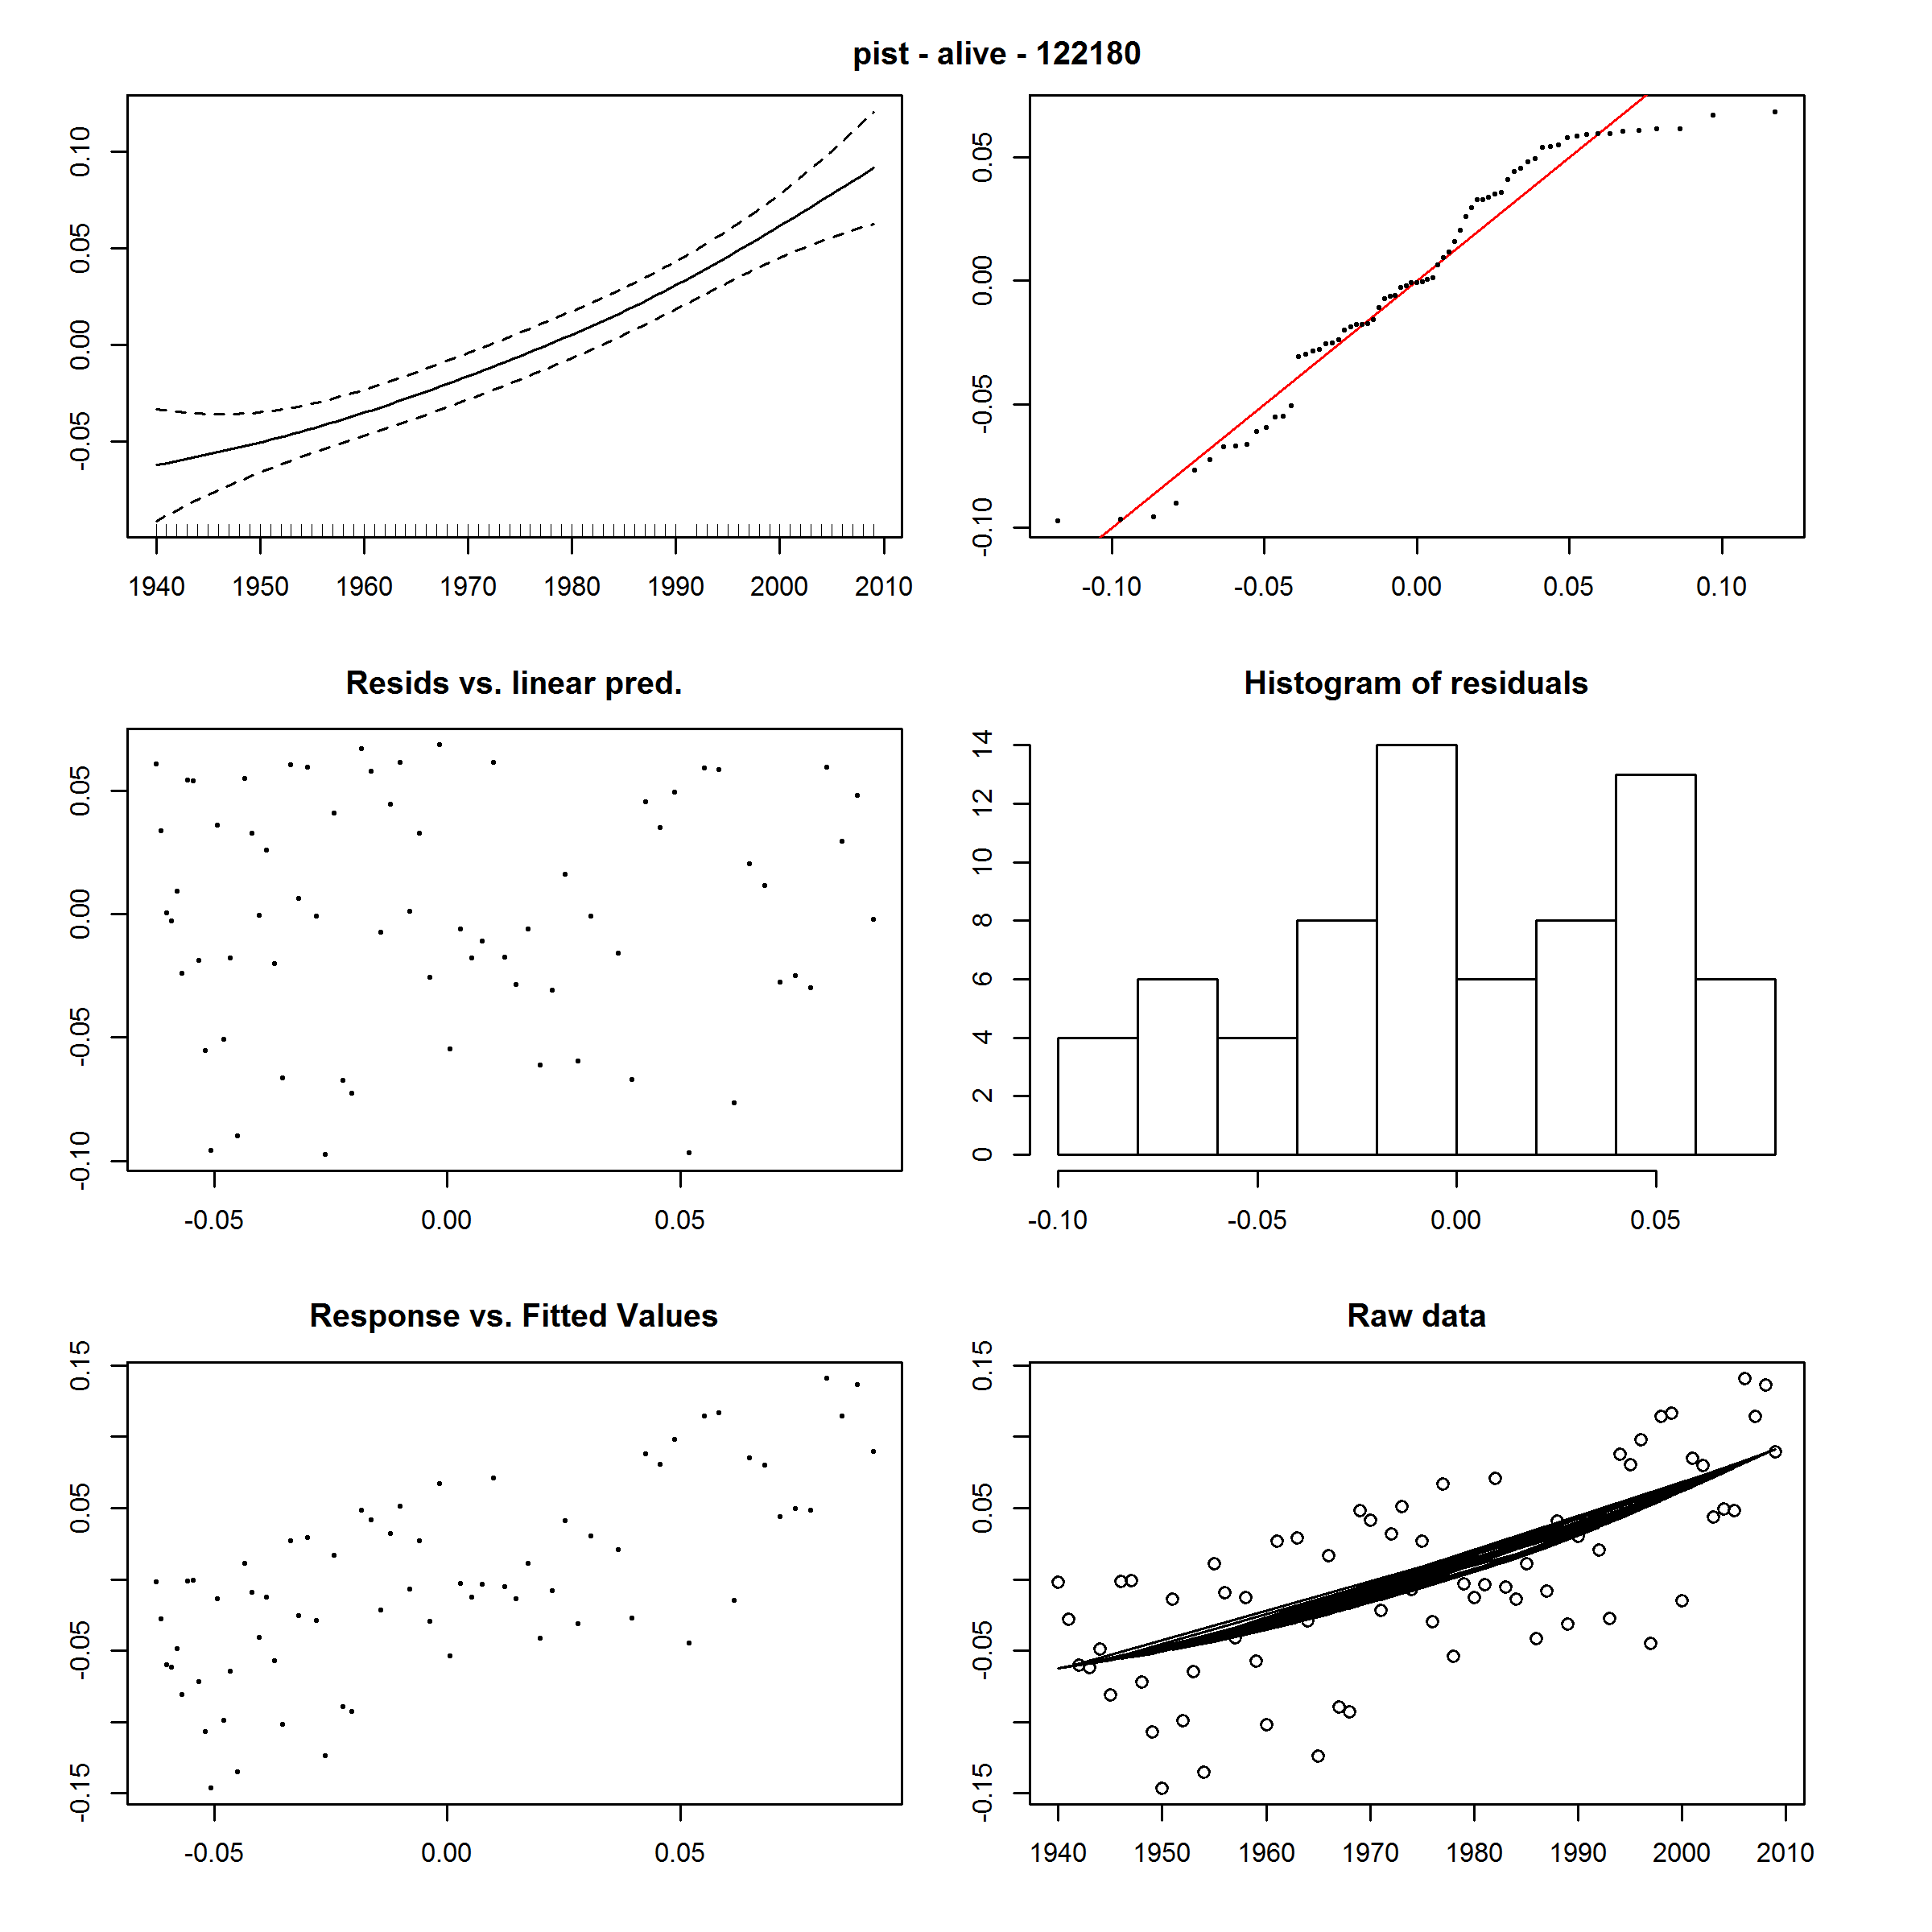 pist - alive - 122180
0.10
0.05
0.00
-0.05
1940 1950 1960 1970 1980 1990 2000 2010
0.05
0.00
-0.05
-0.10
-0.10 -0.05 0.00 0.05 0.10
Resids vs. linear pred.
0.05
0.00
-0.05
-0.10
-0.05 0.00 0.05
Histogram of residuals
14
12
10
8
6
4
2
0
-0.10 -0.05 0.00 0.05
Response vs. Fitted Values
0.15
0.05
-0.05
-0.15
-0.05 0.00 0.05
Raw data
0.15
0.05
-0.05
-0.15
1940 1950 1960 1970 1980 1990 2000 2010